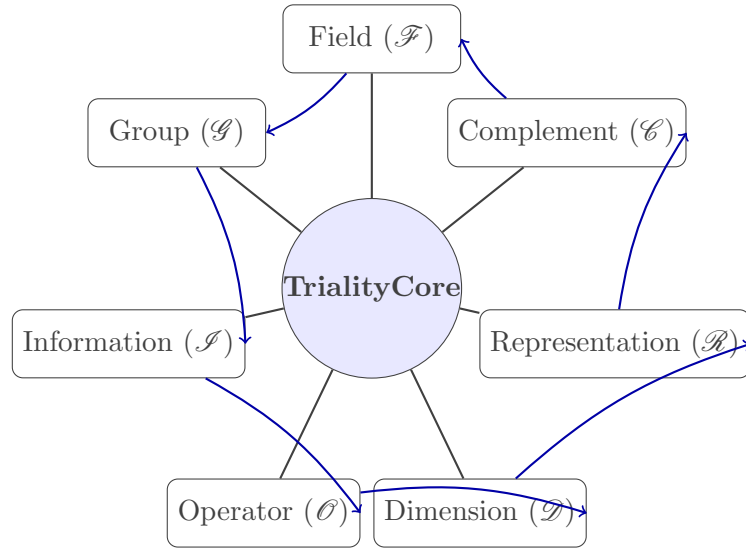 Field (ℱ)
Group (𝒢)
Complement (𝒞)
TrialityCore
Information (ℐ)
Representation (ℛ)
Operator (𝒪)
Dimension (𝒟)